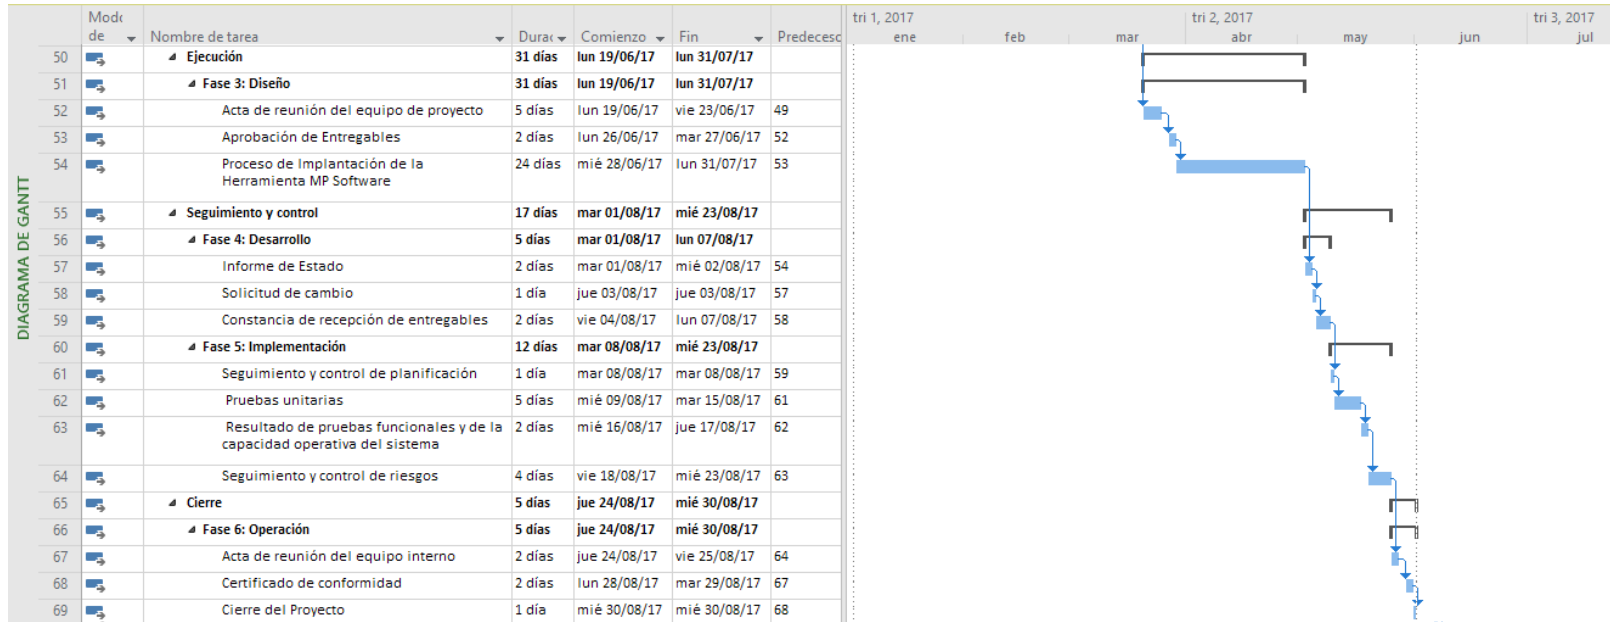 tri 1, 2017 tri 2, 2017 tri 3, 2017
Modo
de Nombre de tarea Durac Comienzo Fin Predecesc ene feb mar abr may jun jul
DIAGRAMA DE GANTT
50 Ejecución 31 días lun 19/06/17 lun 31/07/17
51 Fase 3: Diseño 31 días lun 19/06/17 lun 31/07/17
52 Acta de reunión del equipo de proyecto 5 días lun 19/06/17 vie 23/06/17 49
53 Aprobación de Entregables 2 días lun 26/06/17 mar 27/06/17 52
54 Proceso de Implantación de la 24 días mié 28/06/17 lun 31/07/17 53
Herramienta MP Software
55 Seguimiento y control 17 días mar 01/08/17 mié 23/08/17
56 Fase 4: Desarrollo 5 días mar 01/08/17 lun 07/08/17
57 Informe de Estado 2 días mar 01/08/17 mié 02/08/17 54
58 Solicitud de cambio 1 día jue 03/08/17 jue 03/08/17 57
59 Constancia de recepción de entregables 2 días vie 04/08/17 lun 07/08/17 58
60 Fase 5: Implementación 12 días mar 08/08/17 mié 23/08/17
61 Seguimiento y control de planificación 1 día mar 08/08/17 mar 08/08/17 59
62 Pruebas unitarias 5 días mié 09/08/17 mar 15/08/17 61
63 Resultado de pruebas funcionales y de la 2 días mié 16/08/17 jue 17/08/17 62
capacidad operativa del sistema
64 Seguimiento y control de riesgos 4 días vie 18/08/17 mié 23/08/17 63
65 Cierre 5 días jue 24/08/17 mié 30/08/17
66 Fase 6: Operación 5 días jue 24/08/17 mié 30/08/17
67 Acta de reunión del equipo interno 2 días jue 24/08/17 vie 25/08/17 64
68 Certificado de conformidad 2 días lun 28/08/17 mar 29/08/17 67
69 Cierre del Proyecto 1 día mié 30/08/17 mié 30/08/17 68